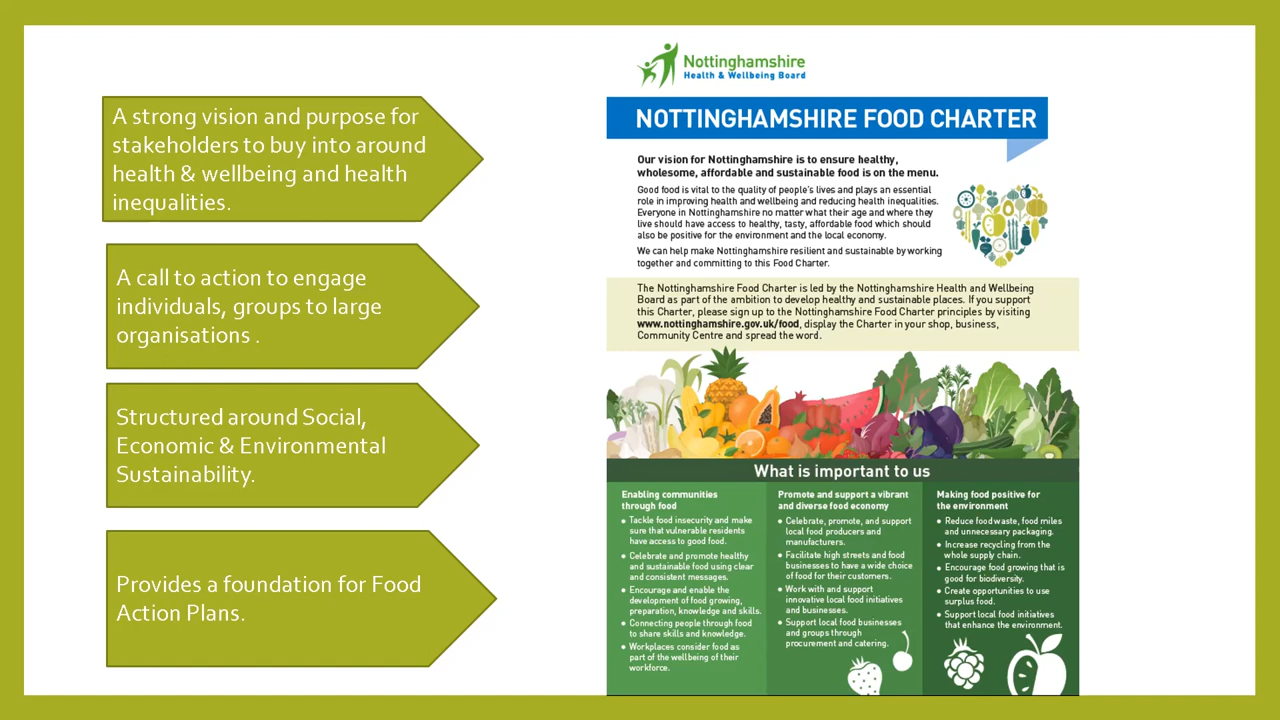 A strong vision and purpose for
stakeholders to buy into around
health & wellbeing and health
inequalities.
A call to action to engage
individuals, groups to large
organisations .
Structured around Social,
Economic & Environmental
Sustainability.
Provides a foundation for Food
Action Plans.
Nottinghamshire
Health & Wellbeing Board
NOTTINGHAMSHIRE FOOD CHARTER
Our vision for Nottinghamshire is to ensure healthy,
wholesome, affordable and sustainable food is on the menu.
Good food is vital to the quality of people's lives and plays an essential
role in improving health and wellbeing and reducing health inequalities.
Everyone in Nottinghamshire no matter what their age and where they
live should have access to healthy, tasty, affordable food which should
also be positive for the environment and the local economy.
We can help make Nottinghamshire resilient and sustainable by working
together and committing to this Food Charter.
The Nottinghamshire Food Charter is led by the Nottinghamshire Health and Wellbeing
Board as part of the ambition to develop healthy and sustainable places. If you support
this Charter, please sign up to the Nottinghamshire Food Charter principles by visiting
www.nottinghamshire.gov.uk/food, display the Charter in your shop, business,
Community Centre and spread the word.
What is important to us
Enabling communities
through food
• Tackle food insecurity and make
sure that vulnerable residents
have access to good food.
• Celebrate and promote healthy
and sustainable food using clear
and consistent messages.
• Encourage and enable the
development of food growing,
preparation, knowledge and skills.
• Connecting people through food
to share skills and knowledge.
• Workplaces consider food as
part of the wellbeing of their
workforce.
Promote and support a vibrant
and diverse food economy
• Celebrate, promote, and support
local food producers and
manufacturers.
• Facilitate high streets and food
businesses to have a wide choice
of food for their customers.
• Work with and support
innovative local food initiatives
and businesses.
• Support local food businesses
and groups through
procurement and catering.
Making food positive for
the environment
• Reduce food waste, food miles
and unnecessary packaging.
• Increase recycling from the
whole supply chain.
• Encourage food growing that is
good for biodiversity.
• Create opportunities to use
surplus food.
• Support local food initiatives
that enhance the environment.